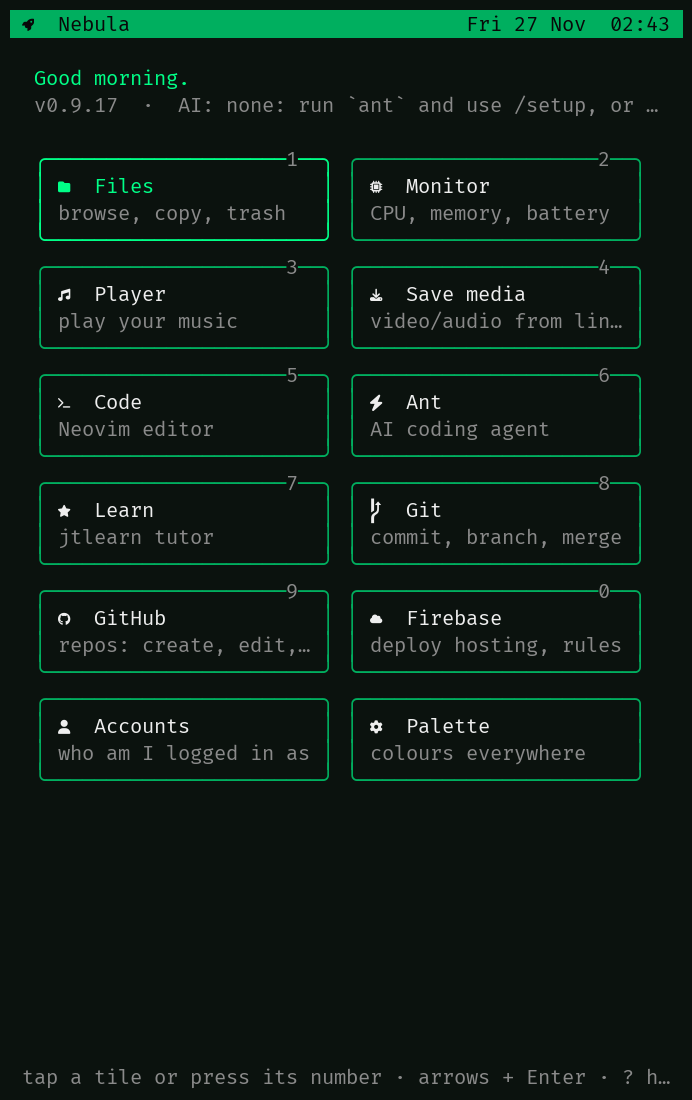 Nebula Fri 27 Nov 02:43
Good morning.
v0.9.17 · AI: none: run `ant` and use /setup, or …
1 2
Files Monitor
browse, copy, trash CPU, memory, battery
3 4
Player Save media
play your music video/audio from lin…
5 6
Code Ant
Neovim editor AI coding agent
7 8
Learn Git
jtlearn tutor commit, branch, merge
9 0
GitHub Firebase
repos: create, edit,… deploy hosting, rules
Accounts Palette
who am I logged in as colours everywhere
tap a tile or press its number · arrows + Enter · ? h…